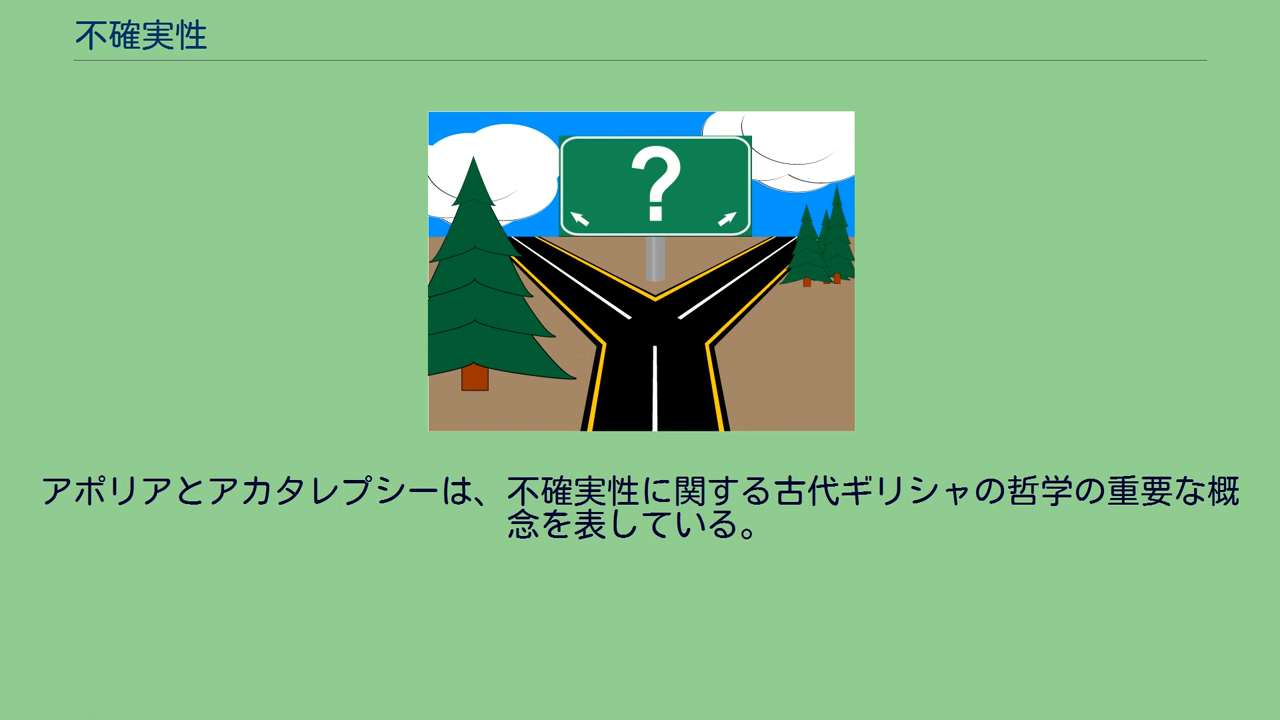 不確実性
?
アポリアとアカタレプシーは、不確実性に関する古代ギリシャの哲学の重要な概
念を表している。